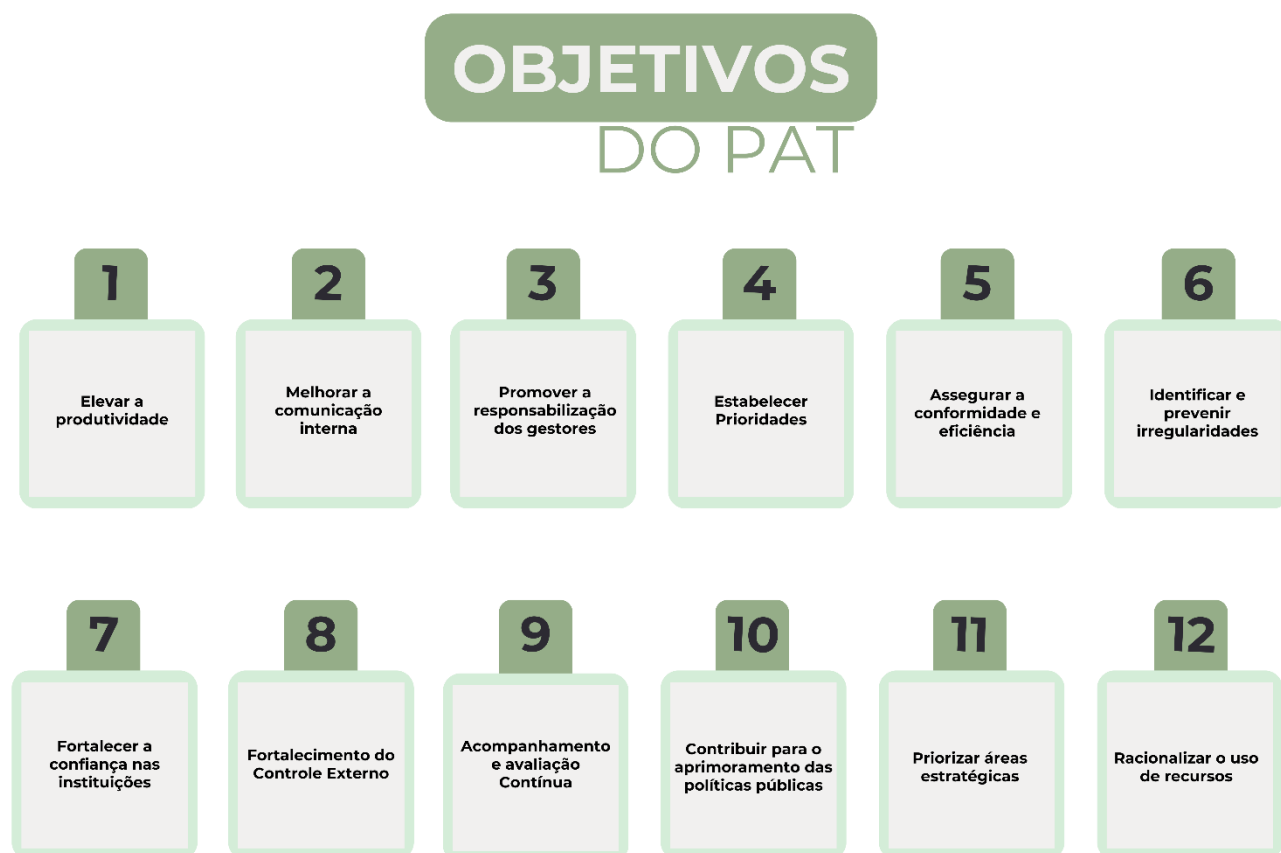 OBJETIVOS
DO PAT
1
Elevar a
produtividade
2
Melhorar a
comunicação
interna
3
Promover a
responsabilização
dos gestores
4
Estabelecer
Prioridades
5
Assegurar a
conformidade e
eficiência
6
Identificar e
prevenir
irregularidades
7
Fortalecer a
confiança nas
instituições
8
Fortalecimento do
Controle Externo
9
Acompanhamento
e avaliação
Contínua
10
Contribuir para o
aprimoramento das
políticas públicas
11
Priorizar áreas
estratégicas
12
Racionalizar o uso
de recursos